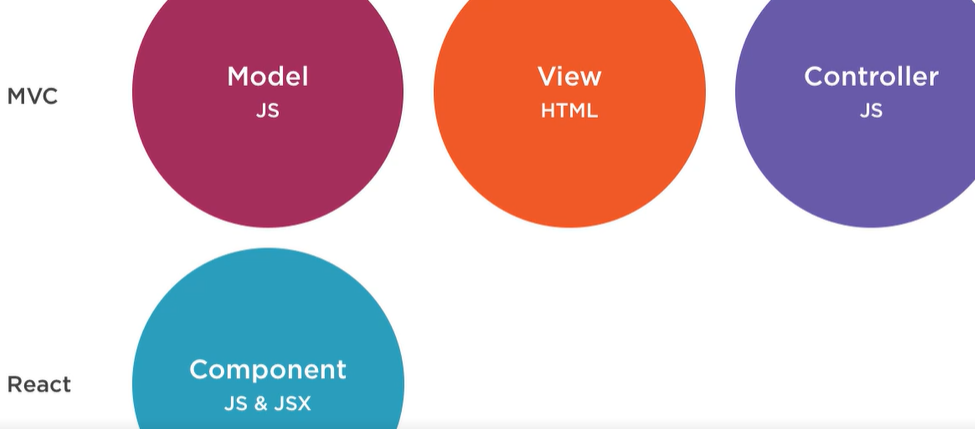 MVC
Model
JS
View
HTML
Controller
JS
React
Component
JS & JSX